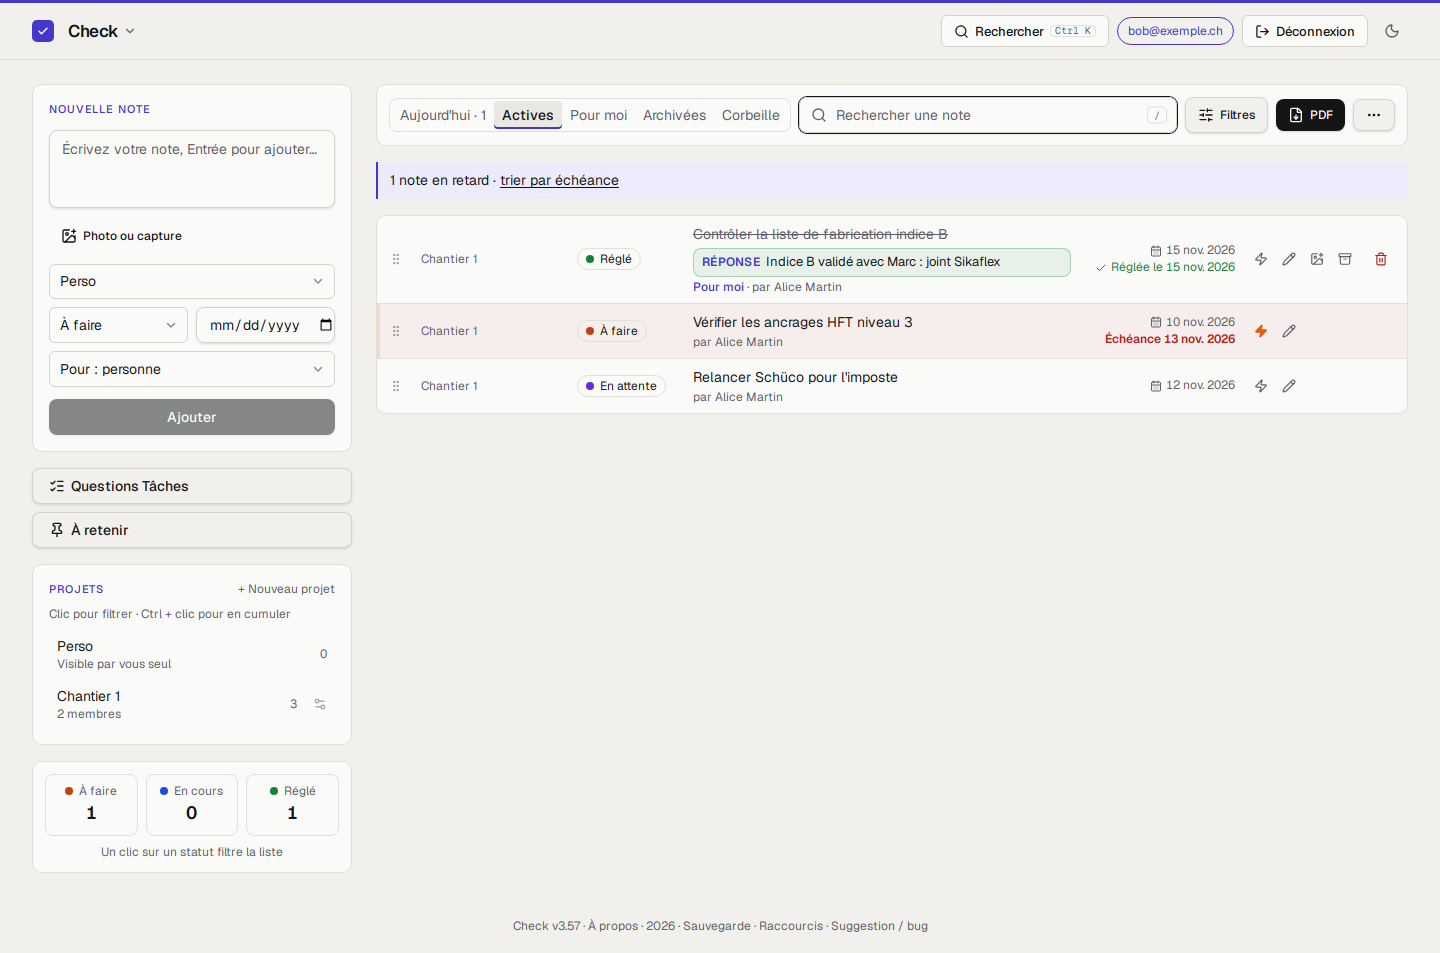 Check
Rechercher Ctrl K
bob@exemple.ch
Déconnexion
NOUVELLE NOTE
Écrivez votre note, Entrée pour ajouter...
Photo ou capture
Perso
À faire
mm/dd/yyyy
Pour : personne
Ajouter
Questions Tâches
À retenir
PROJETS
+ Nouveau projet
Clic pour filtrer · Ctrl + clic pour en cumuler
Perso
Visible par vous seul
0
Chantier 1
2 membres
3
À faire
1
En cours
0
Réglé
1
Un clic sur un statut filtre la liste
Aujourd'hui · 1
Actives
Pour moi
Archivées
Corbeille
Rechercher une note
/
Filtres
PDF
1 note en retard · trier par échéance
Chantier 1
Réglé
Contrôler la liste de fabrication indice B
RÉPONSE Indice B validé avec Marc : joint Sikaflex
Pour moi · par Alice Martin
15 nov. 2026
Réglée le 15 nov. 2026
Chantier 1
À faire
Vérifier les ancrages HFT niveau 3
par Alice Martin
10 nov. 2026
Échéance 13 nov. 2026
Chantier 1
En attente
Relancer Schüco pour l'imposte
par Alice Martin
12 nov. 2026
Check v3.57 · À propos · 2026 · Sauvegarde · Raccourcis · Suggestion / bug